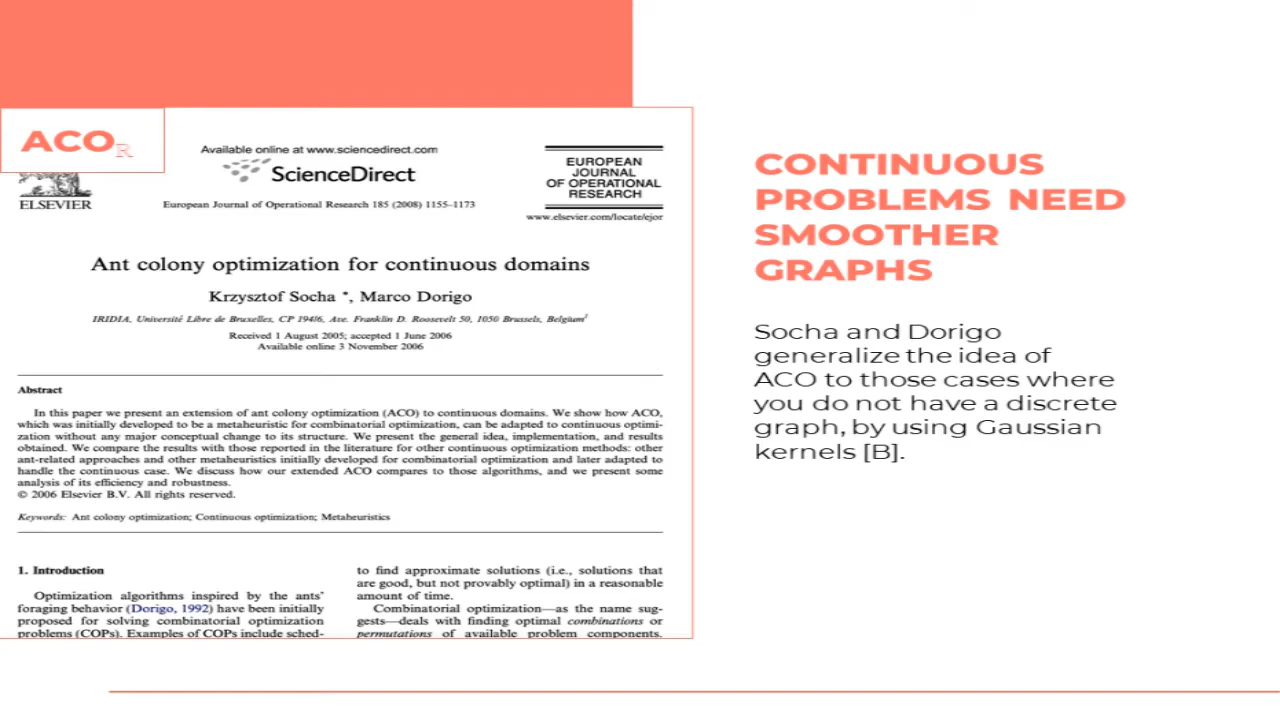 ACO
R
Available online at www.sciencedirect.com
ScienceDirect
ELSEVIER
European Journal of Operational Research 185 (2008) 1155–1173
EUROPEAN
JOURNAL
OF OPERATIONAL
RESEARCH
www.elsevier.com/locate/ejor
Ant colony optimization for continuous domains
Krzysztof Socha *, Marco Dorigo
IRIDIA, Université Libre de Bruxelles, CP 194/6, Ave. Franklin D. Roosevelt 50, 1050 Brussels, Belgium
Received 1 August 2005; accepted 1 June 2006
Available online 3 November 2006
Abstract
In this paper we present an extension of ant colony optimization (ACO) to continuous domains. We show how ACO,
which was initially developed to be a metaheuristic for combinatorial optimization, can be adapted to continuous optimi-
zation without any major conceptual change to its structure. We present the general idea, implementation, and results
obtained. We compare the results with those reported in the literature for other continuous optimization methods: other
ant-related approaches and other metaheuristics initially developed for combinatorial optimization and later adapted to
handle the continuous case. We discuss how our extended ACO compares to those algorithms, and we present some
analysis of its efficiency and robustness.
© 2006 Elsevier B.V. All rights reserved.
Keywords: Ant colony optimization; Continuous optimization; Metaheuristics
1. Introduction
Optimization algorithms inspired by the ants'
foraging behavior (Dorigo, 1992) have been initially
proposed for solving combinatorial optimization
problems (COPs). Examples of COPs include sched-
to find approximate solutions (i.e., solutions that
are good, but not provably optimal) in a reasonable
amount of time.
Combinatorial optimization—as the name sug-
gests—deals with finding optimal combinations or
permutations of available problem components.
CONTINUOUS
PROBLEMS NEED
SMOOTHER
GRAPHS
Socha and Dorigo
generalize the idea of
ACO to those cases where
you do not have a discrete
graph, by using Gaussian
kernels [B].